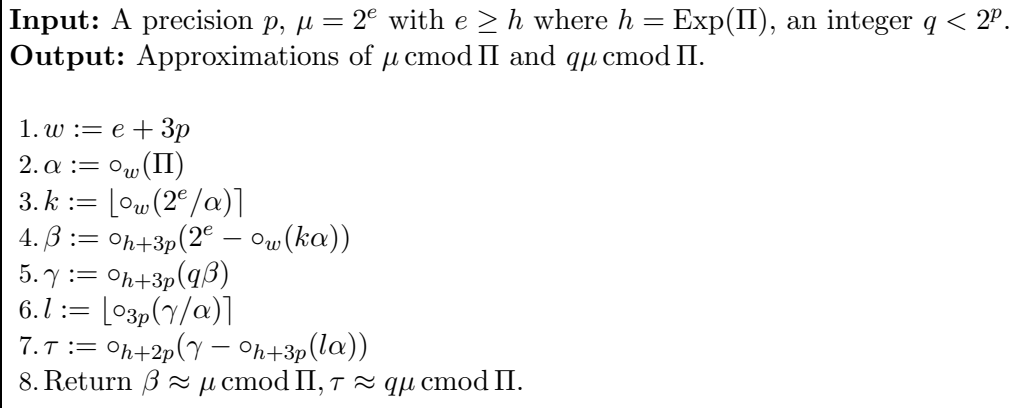 Input: A precision p, μ = 2^e with e ≥ h where h = Exp(Π), an integer q < 2^p.
Output: Approximations of μ cmod Π and qμ cmod Π.
1. w := e + 3p
2. α := ∘_w(Π)
3. k := ⌊∘_w(2^e/α)⌉
4. β := ∘_{h+3p}(2^e − ∘_w(kα))
5. γ := ∘_{h+3p}(qβ)
6. l := ⌊∘_{3p}(γ/α)⌉
7. τ := ∘_{h+2p}(γ − ∘_{h+3p}(lα))
8. Return β ≈ μ cmod Π, τ ≈ qμ cmod Π.